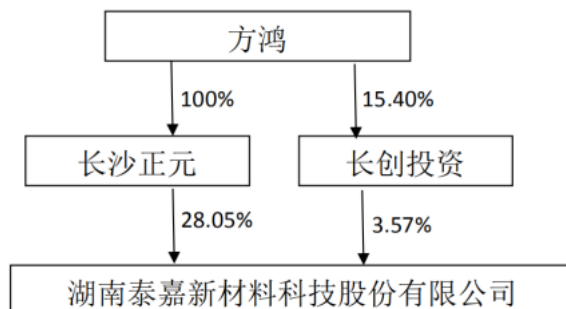 方鸿
100%
15.40%
长沙正元
长创投资
28.05%
3.57%
湖南泰嘉新材料科技股份有限公司